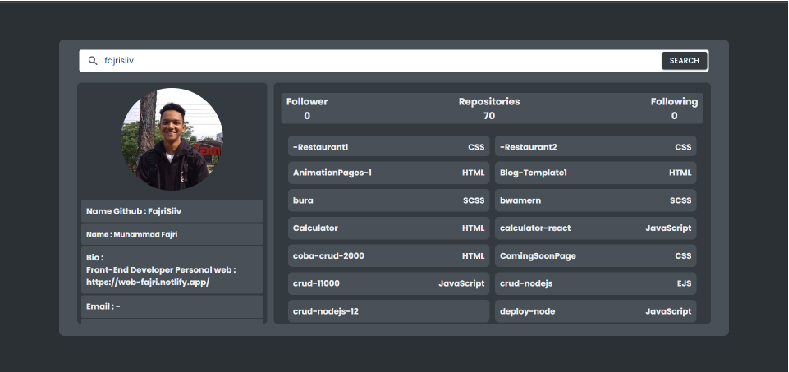 fajrisiiv
SEARCH
Follower
0
Repositories
70
Following
0
Name Github : FajriSiiv
Name : Muhammad Fajri
Bio :
Front-End Developer Personal web :
https://web-fajri.netlify.app/
Email : -
-Restaurant1 CSS
-Restaurant2 CSS
AnimationPages-1 HTML
Blog-Template1 HTML
bura SCSS
bwamern SCSS
Calculator HTML
calculator-react JavaScript
coba-crud-2000 HTML
ComingSoonPage CSS
crud-11000 JavaScript
crud-nodejs EJS
crud-nodejs-12
deploy-node JavaScript